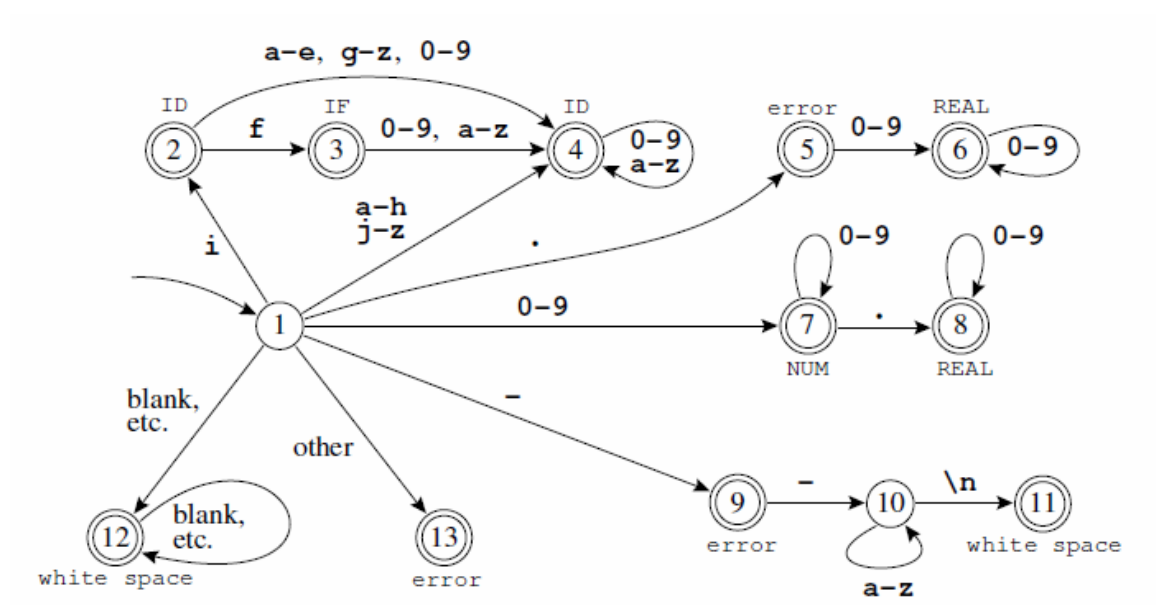 a–e, g–z, 0–9
ID
IF
ID
error
REAL
f
0–9, a–z
0–9
a–z
0–9
0–9
2
3
4
5
6
a–h
j–z
i
.
0–9
0–9
0–9
.
1
7
8
NUM
REAL
blank,
etc.
–
other
blank,
etc.
–
\n
9
10
11
12
13
error
white space
white space
error
a–z